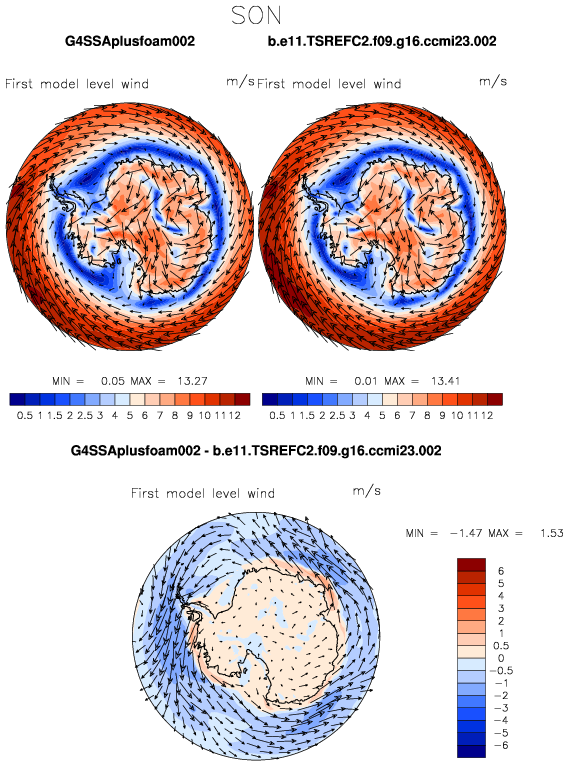 SON
G4SSAplusfoam002 b.e11.TSREFC2.f09.g16.ccmi23.002
First model level wind m/s First model level wind m/s
MIN = 0.05 MAX = 13.27 MIN = 0.01 MAX = 13.41
0.5 1 1.5 2 2.5 3 4 5 6 7 8 9 10 11 12 0.5 1 1.5 2 2.5 3 4 5 6 7 8 9 10 11 12
G4SSAplusfoam002 - b.e11.TSREFC2.f09.g16.ccmi23.002
First model level wind m/s
MIN = -1.47 MAX = 1.53
6
5
4
3
2
1
0.5
0
-0.5
-1
-2
-3
-4
-5
-6